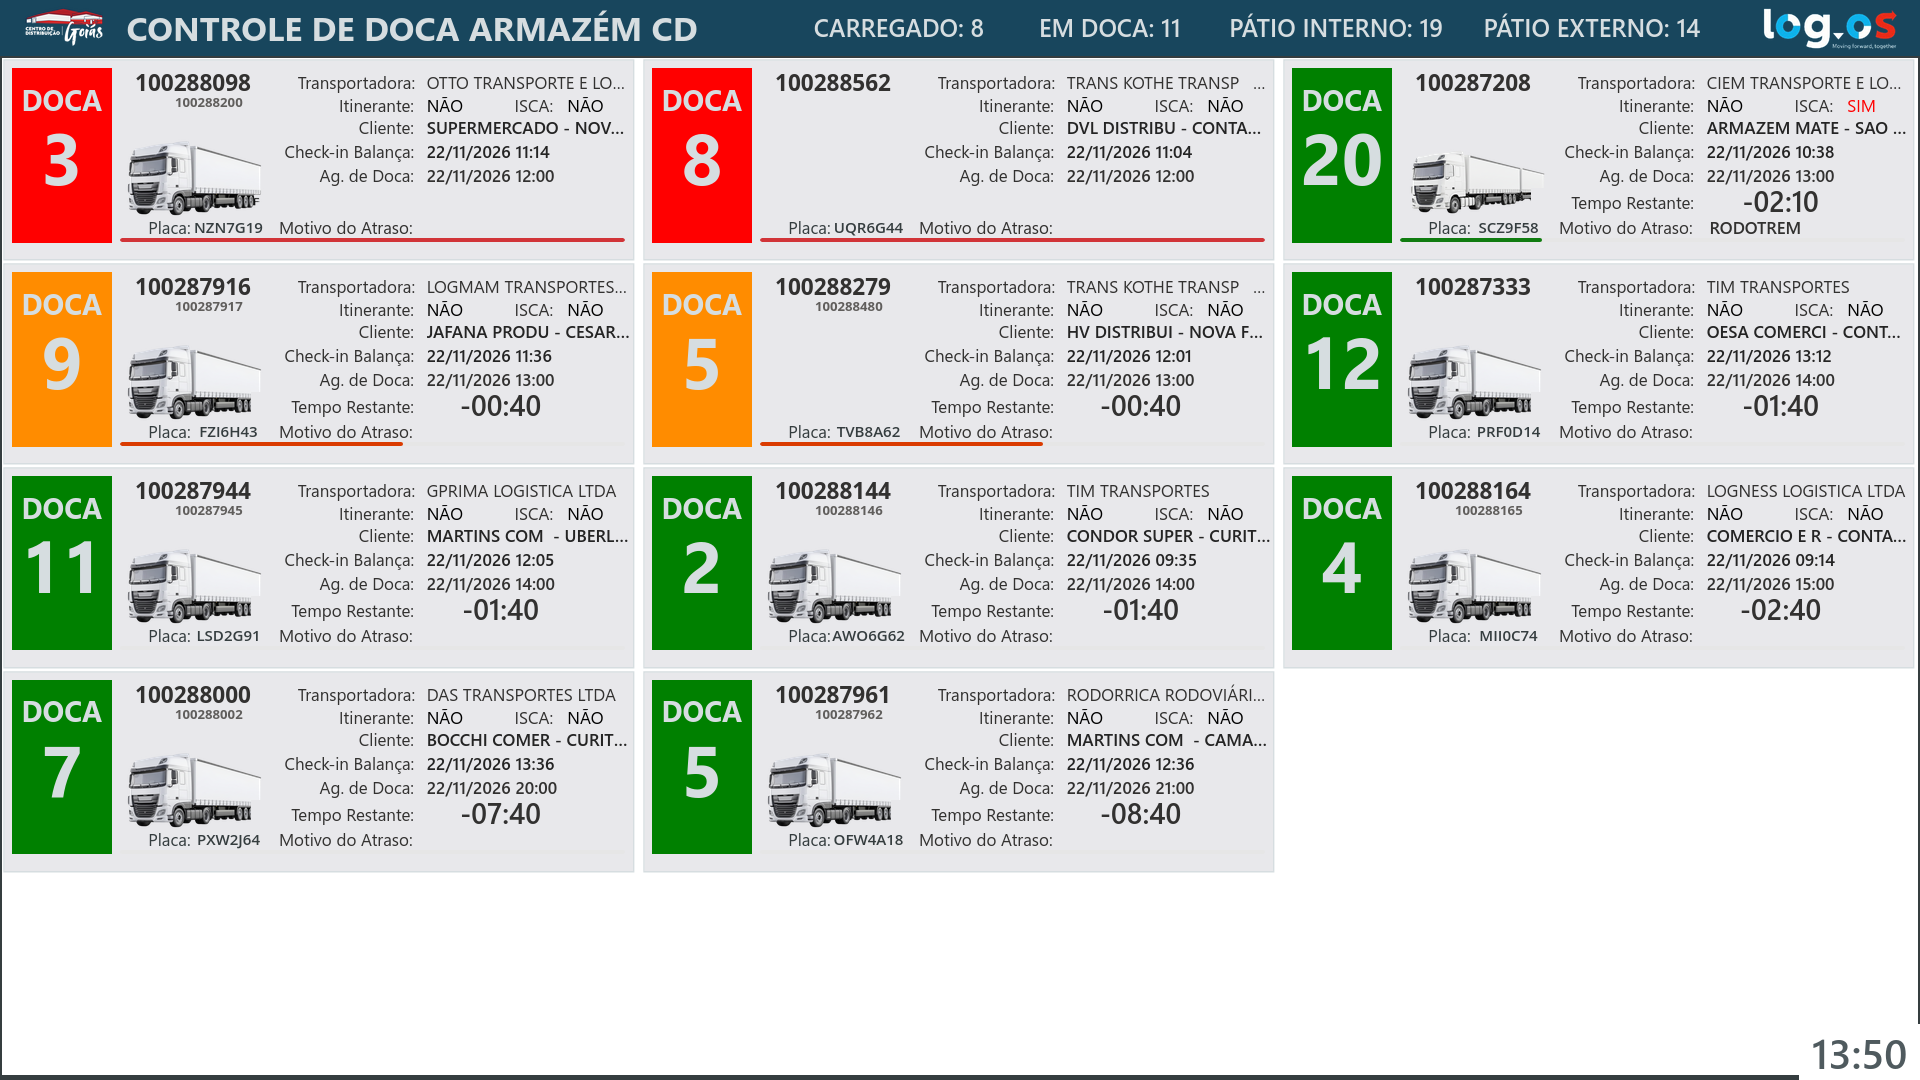 CENTRO DE DISTRIBUIÇÃO Goiás
CONTROLE DE DOCA ARMAZÉM CD
CARREGADO: 8
EM DOCA: 11
PÁTIO INTERNO: 19
PÁTIO EXTERNO: 14
log.os
Moving forward, together
DOCA
3
100288098
100288200
Transportadora: OTTO TRANSPORTE E LO...
Itinerante: NÃO ISCA: NÃO
Cliente: SUPERMERCADO - NOV...
Check-in Balança: 22/11/2026 11:14
Ag. de Doca: 22/11/2026 12:00
Placa: NZN7G19 Motivo do Atraso:
DOCA
8
100288562
Transportadora: TRANS KOTHE TRANSP ...
Itinerante: NÃO ISCA: NÃO
Cliente: DVL DISTRIBU - CONTA...
Check-in Balança: 22/11/2026 11:04
Ag. de Doca: 22/11/2026 12:00
Placa: UQR6G44 Motivo do Atraso:
DOCA
20
100287208
Transportadora: CIEM TRANSPORTE E LO...
Itinerante: NÃO ISCA: SIM
Cliente: ARMAZEM MATE - SAO ...
Check-in Balança: 22/11/2026 10:38
Ag. de Doca: 22/11/2026 13:00
Tempo Restante: -02:10
Placa: SCZ9F58 Motivo do Atraso: RODOTREM
DOCA
9
100287916
100287917
Transportadora: LOGMAM TRANSPORTES...
Itinerante: NÃO ISCA: NÃO
Cliente: JAFANA PRODU - CESAR...
Check-in Balança: 22/11/2026 11:36
Ag. de Doca: 22/11/2026 13:00
Tempo Restante: -00:40
Placa: FZI6H43 Motivo do Atraso:
DOCA
5
100288279
100288480
Transportadora: TRANS KOTHE TRANSP ...
Itinerante: NÃO ISCA: NÃO
Cliente: HV DISTRIBUI - NOVA F...
Check-in Balança: 22/11/2026 12:01
Ag. de Doca: 22/11/2026 13:00
Tempo Restante: -00:40
Placa: TVB8A62 Motivo do Atraso:
DOCA
12
100287333
Transportadora: TIM TRANSPORTES
Itinerante: NÃO ISCA: NÃO
Cliente: OESA COMERCI - CONT...
Check-in Balança: 22/11/2026 13:12
Ag. de Doca: 22/11/2026 14:00
Tempo Restante: -01:40
Placa: PRF0D14 Motivo do Atraso:
DOCA
11
100287944
100287945
Transportadora: GPRIMA LOGISTICA LTDA
Itinerante: NÃO ISCA: NÃO
Cliente: MARTINS COM - UBERL...
Check-in Balança: 22/11/2026 12:05
Ag. de Doca: 22/11/2026 14:00
Tempo Restante: -01:40
Placa: LSD2G91 Motivo do Atraso:
DOCA
2
100288144
100288146
Transportadora: TIM TRANSPORTES
Itinerante: NÃO ISCA: NÃO
Cliente: CONDOR SUPER - CURIT...
Check-in Balança: 22/11/2026 09:35
Ag. de Doca: 22/11/2026 14:00
Tempo Restante: -01:40
Placa: AWO6G62 Motivo do Atraso:
DOCA
4
100288164
100288165
Transportadora: LOGNESS LOGISTICA LTDA
Itinerante: NÃO ISCA: NÃO
Cliente: COMERCIO E R - CONTA...
Check-in Balança: 22/11/2026 09:14
Ag. de Doca: 22/11/2026 15:00
Tempo Restante: -02:40
Placa: MII0C74 Motivo do Atraso:
DOCA
7
100288000
100288002
Transportadora: DAS TRANSPORTES LTDA
Itinerante: NÃO ISCA: NÃO
Cliente: BOCCHI COMER - CURIT...
Check-in Balança: 22/11/2026 13:36
Ag. de Doca: 22/11/2026 20:00
Tempo Restante: -07:40
Placa: PXW2J64 Motivo do Atraso:
DOCA
5
100287961
100287962
Transportadora: RODORRICA RODOVIÁRI...
Itinerante: NÃO ISCA: NÃO
Cliente: MARTINS COM - CAMA...
Check-in Balança: 22/11/2026 12:36
Ag. de Doca: 22/11/2026 21:00
Tempo Restante: -08:40
Placa: OFW4A18 Motivo do Atraso:
13:50